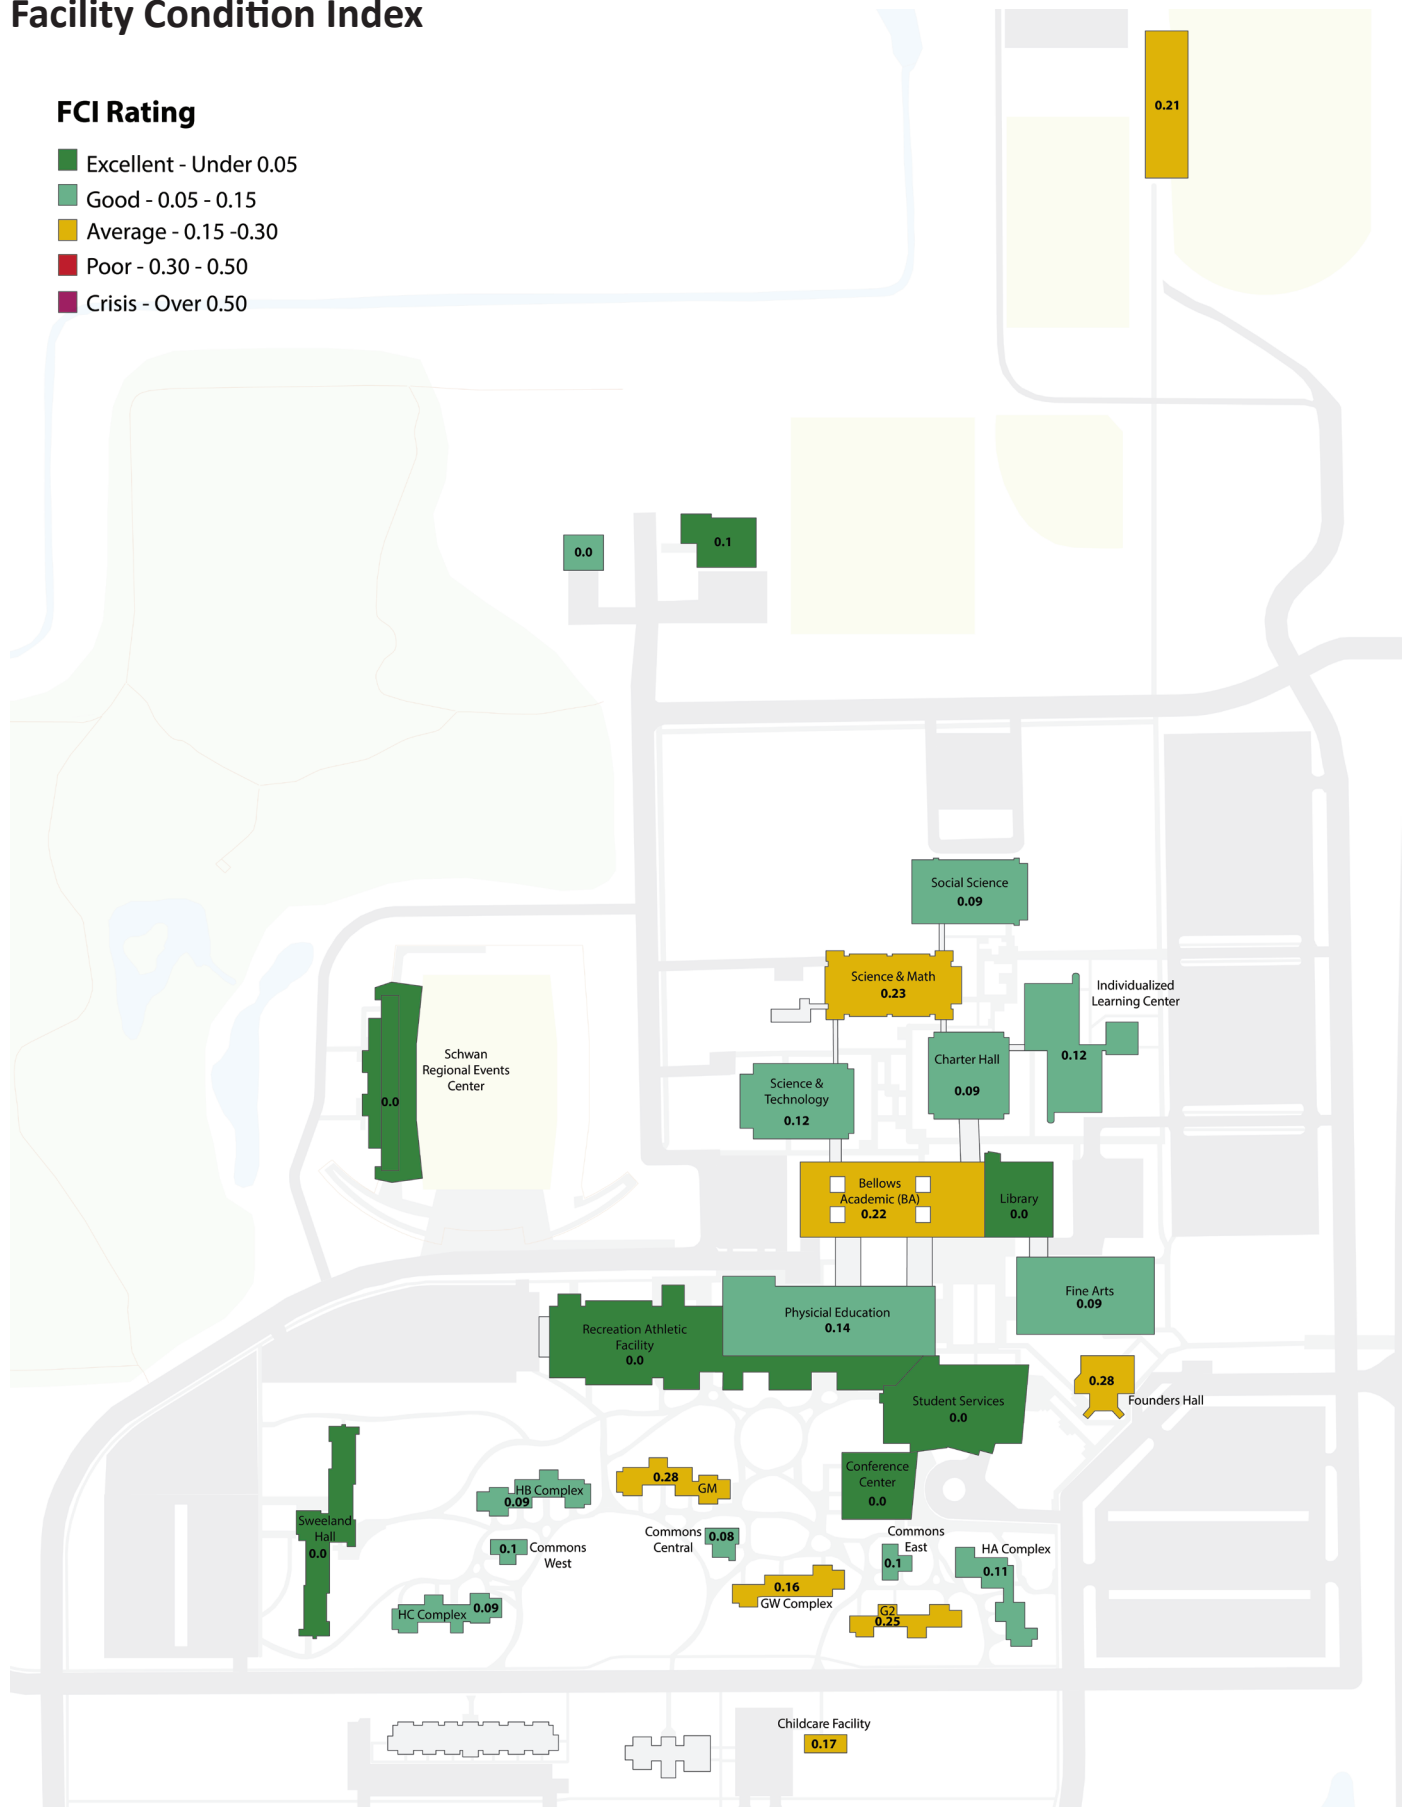 Facility Condition Index
FCI Rating
Excellent - Under 0.05
Good - 0.05 - 0.15
Average - 0.15 -0.30
Poor - 0.30 - 0.50
Crisis - Over 0.50
0.21
0.0
0.1
Social Science
0.09
Science & Math
0.23
Individualized
Learning Center
0.12
Charter Hall
0.09
Schwan
Regional Events
Center
0.0
Science &
Technology
0.12
Bellows
Academic (BA)
0.22
Library
0.0
Fine Arts
0.09
Physicial Education
0.14
Recreation Athletic
Facility
0.0
0.28
Founders Hall
Student Services
0.0
Conference
Center
0.0
HB Complex
0.09
0.28
GM
Sweeland
Hall
0.0
Commons
Central
0.08
Commons
East
0.1
HA Complex
0.11
0.1
Commons
West
0.16
GW Complex
HC Complex
0.09
G2
0.25
Childcare Facility
0.17